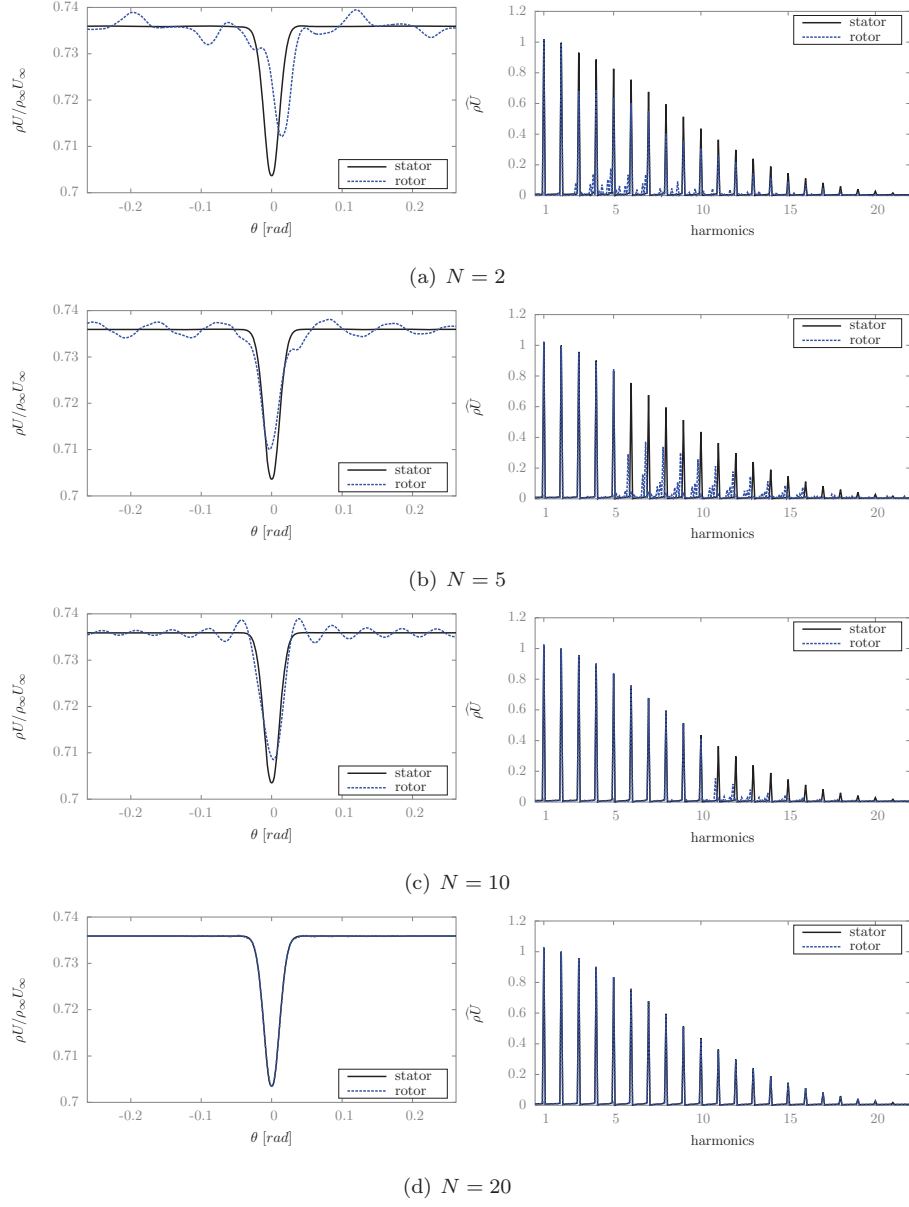 0.74
0.73
0.72
0.71
0.7
ρU/ρ∞U∞
-0.2 -0.1 0 0.1 0.2
θ [rad]
stator
rotor
1.2
1
0.8
0.6
0.4
0.2
0
ρU
1 5 10 15 20
harmonics
stator
rotor
(a) N = 2
0.74
0.73
0.72
0.71
0.7
ρU/ρ∞U∞
-0.2 -0.1 0 0.1 0.2
θ [rad]
stator
rotor
1.2
1
0.8
0.6
0.4
0.2
0
ρU
1 5 10 15 20
harmonics
stator
rotor
(b) N = 5
0.74
0.73
0.72
0.71
0.7
ρU/ρ∞U∞
-0.2 -0.1 0 0.1 0.2
θ [rad]
stator
rotor
1.2
1
0.8
0.6
0.4
0.2
0
ρU
1 5 10 15 20
harmonics
stator
rotor
(c) N = 10
0.74
0.73
0.72
0.71
0.7
ρU/ρ∞U∞
-0.2 -0.1 0 0.1 0.2
θ [rad]
stator
rotor
1.2
1
0.8
0.6
0.4
0.2
0
ρU
1 5 10 15 20
harmonics
stator
rotor
(d) N = 20